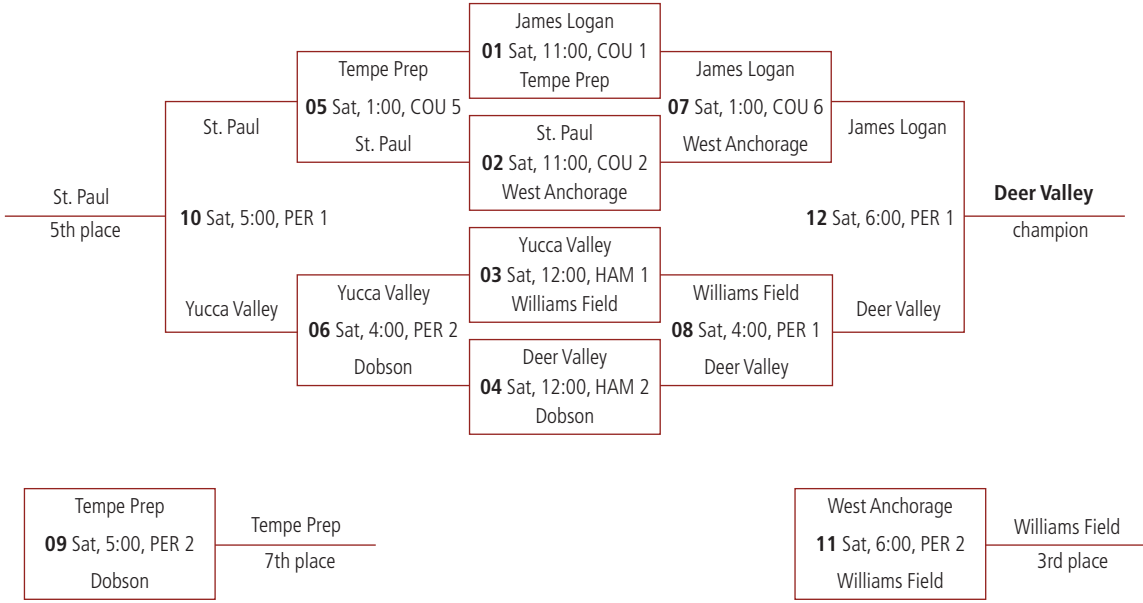 James Logan
01 Sat, 11:00, COU 1
Tempe Prep
Tempe Prep
05 Sat, 1:00, COU 5
St. Paul
James Logan
07 Sat, 1:00, COU 6
West Anchorage
St. Paul
02 Sat, 11:00, COU 2
West Anchorage
St. Paul
10 Sat, 5:00, PER 1
Yucca Valley
St. Paul
5th place
James Logan
12 Sat, 6:00, PER 1
Deer Valley
Deer Valley
champion
Yucca Valley
03 Sat, 12:00, HAM 1
Williams Field
Yucca Valley
06 Sat, 4:00, PER 2
Dobson
Williams Field
08 Sat, 4:00, PER 1
Deer Valley
Deer Valley
04 Sat, 12:00, HAM 2
Dobson
Tempe Prep
09 Sat, 5:00, PER 2
Dobson
Tempe Prep
7th place
West Anchorage
11 Sat, 6:00, PER 2
Williams Field
Williams Field
3rd place